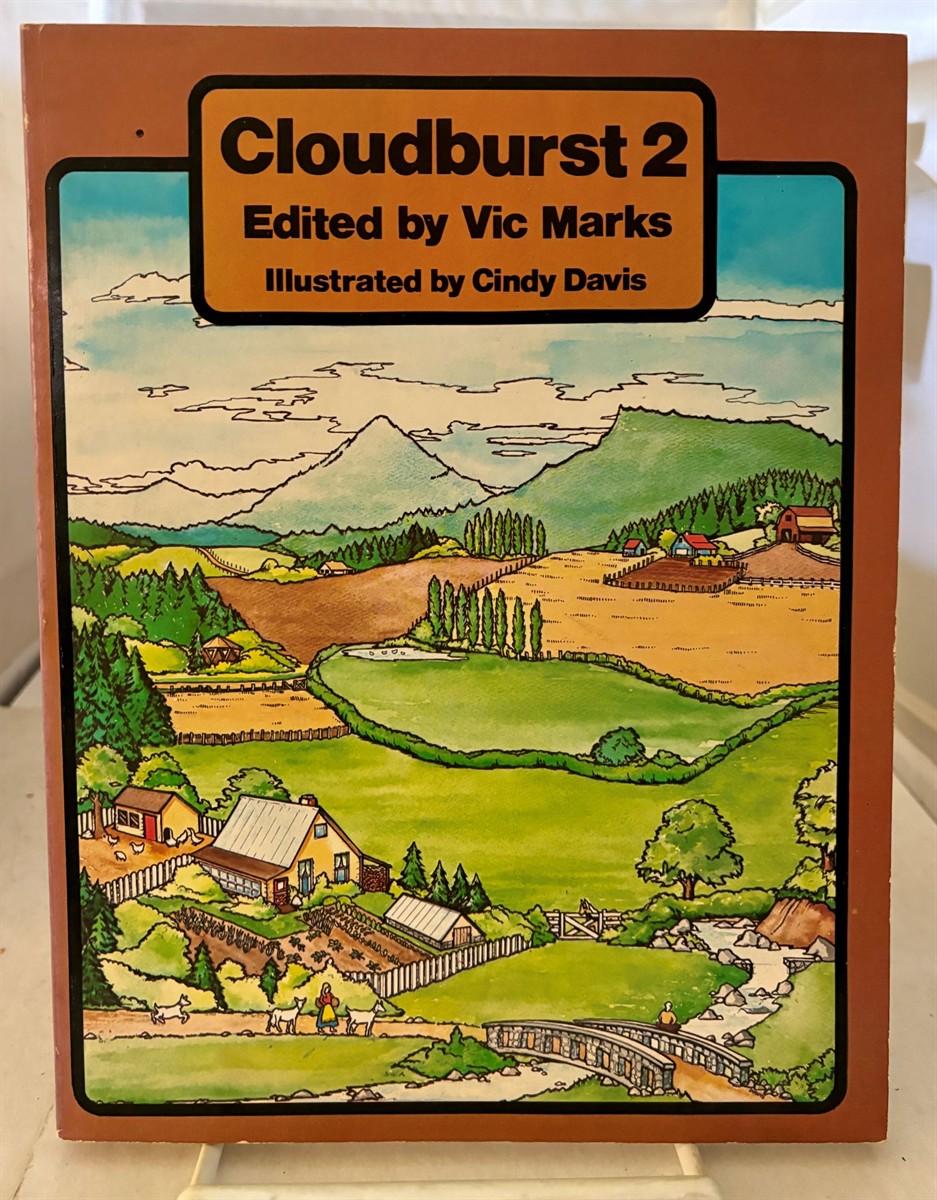 Cloudburst 2
Edited by Vic Marks
Illustrated by Cindy Davis